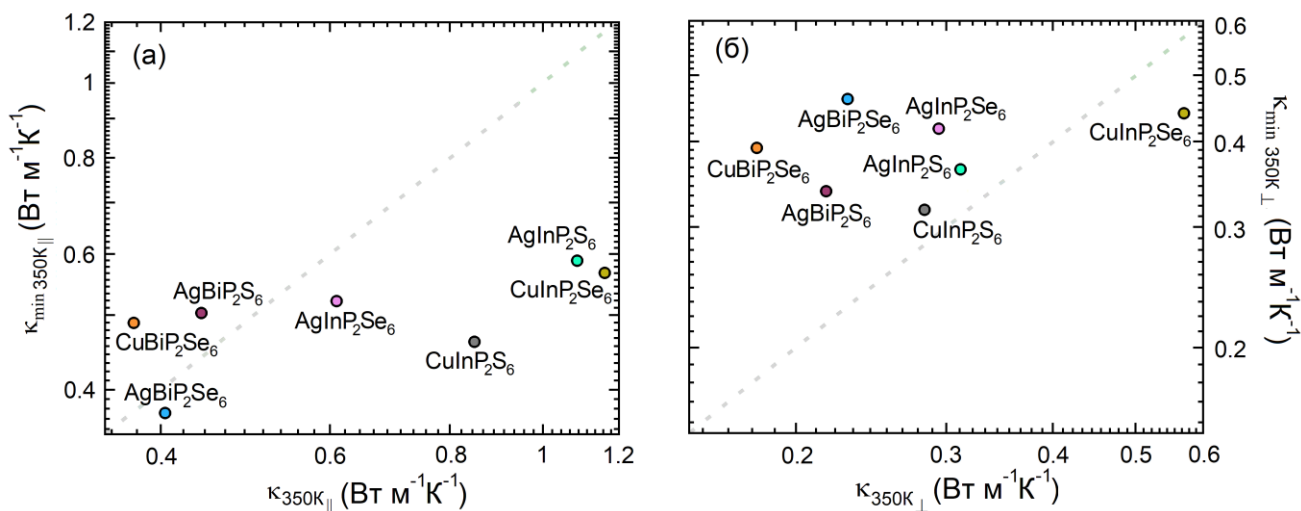 (а)
1.2
1
0.8
0.6
0.4
κmin 350K∥ (Вт м⁻¹К⁻¹)
AgInP₂S₆
CuInP₂Se₆
AgBiP₂S₆
AgInP₂Se₆
CuBiP₂Se₆
CuInP₂S₆
AgBiP₂Se₆
0.4 0.6 0.8 1 1.2
κ350K∥ (Вт м⁻¹К⁻¹)
(б)
0.6
0.5
0.4
0.3
0.2
κmin 350K⊥ (Вт м⁻¹К⁻¹)
AgInP₂Se₆
AgBiP₂Se₆
CuInP₂Se₆
CuBiP₂Se₆
AgInP₂S₆
AgBiP₂S₆
CuInP₂S₆
0.2 0.3 0.4 0.5 0.6
κ350K⊥ (Вт м⁻¹К⁻¹)